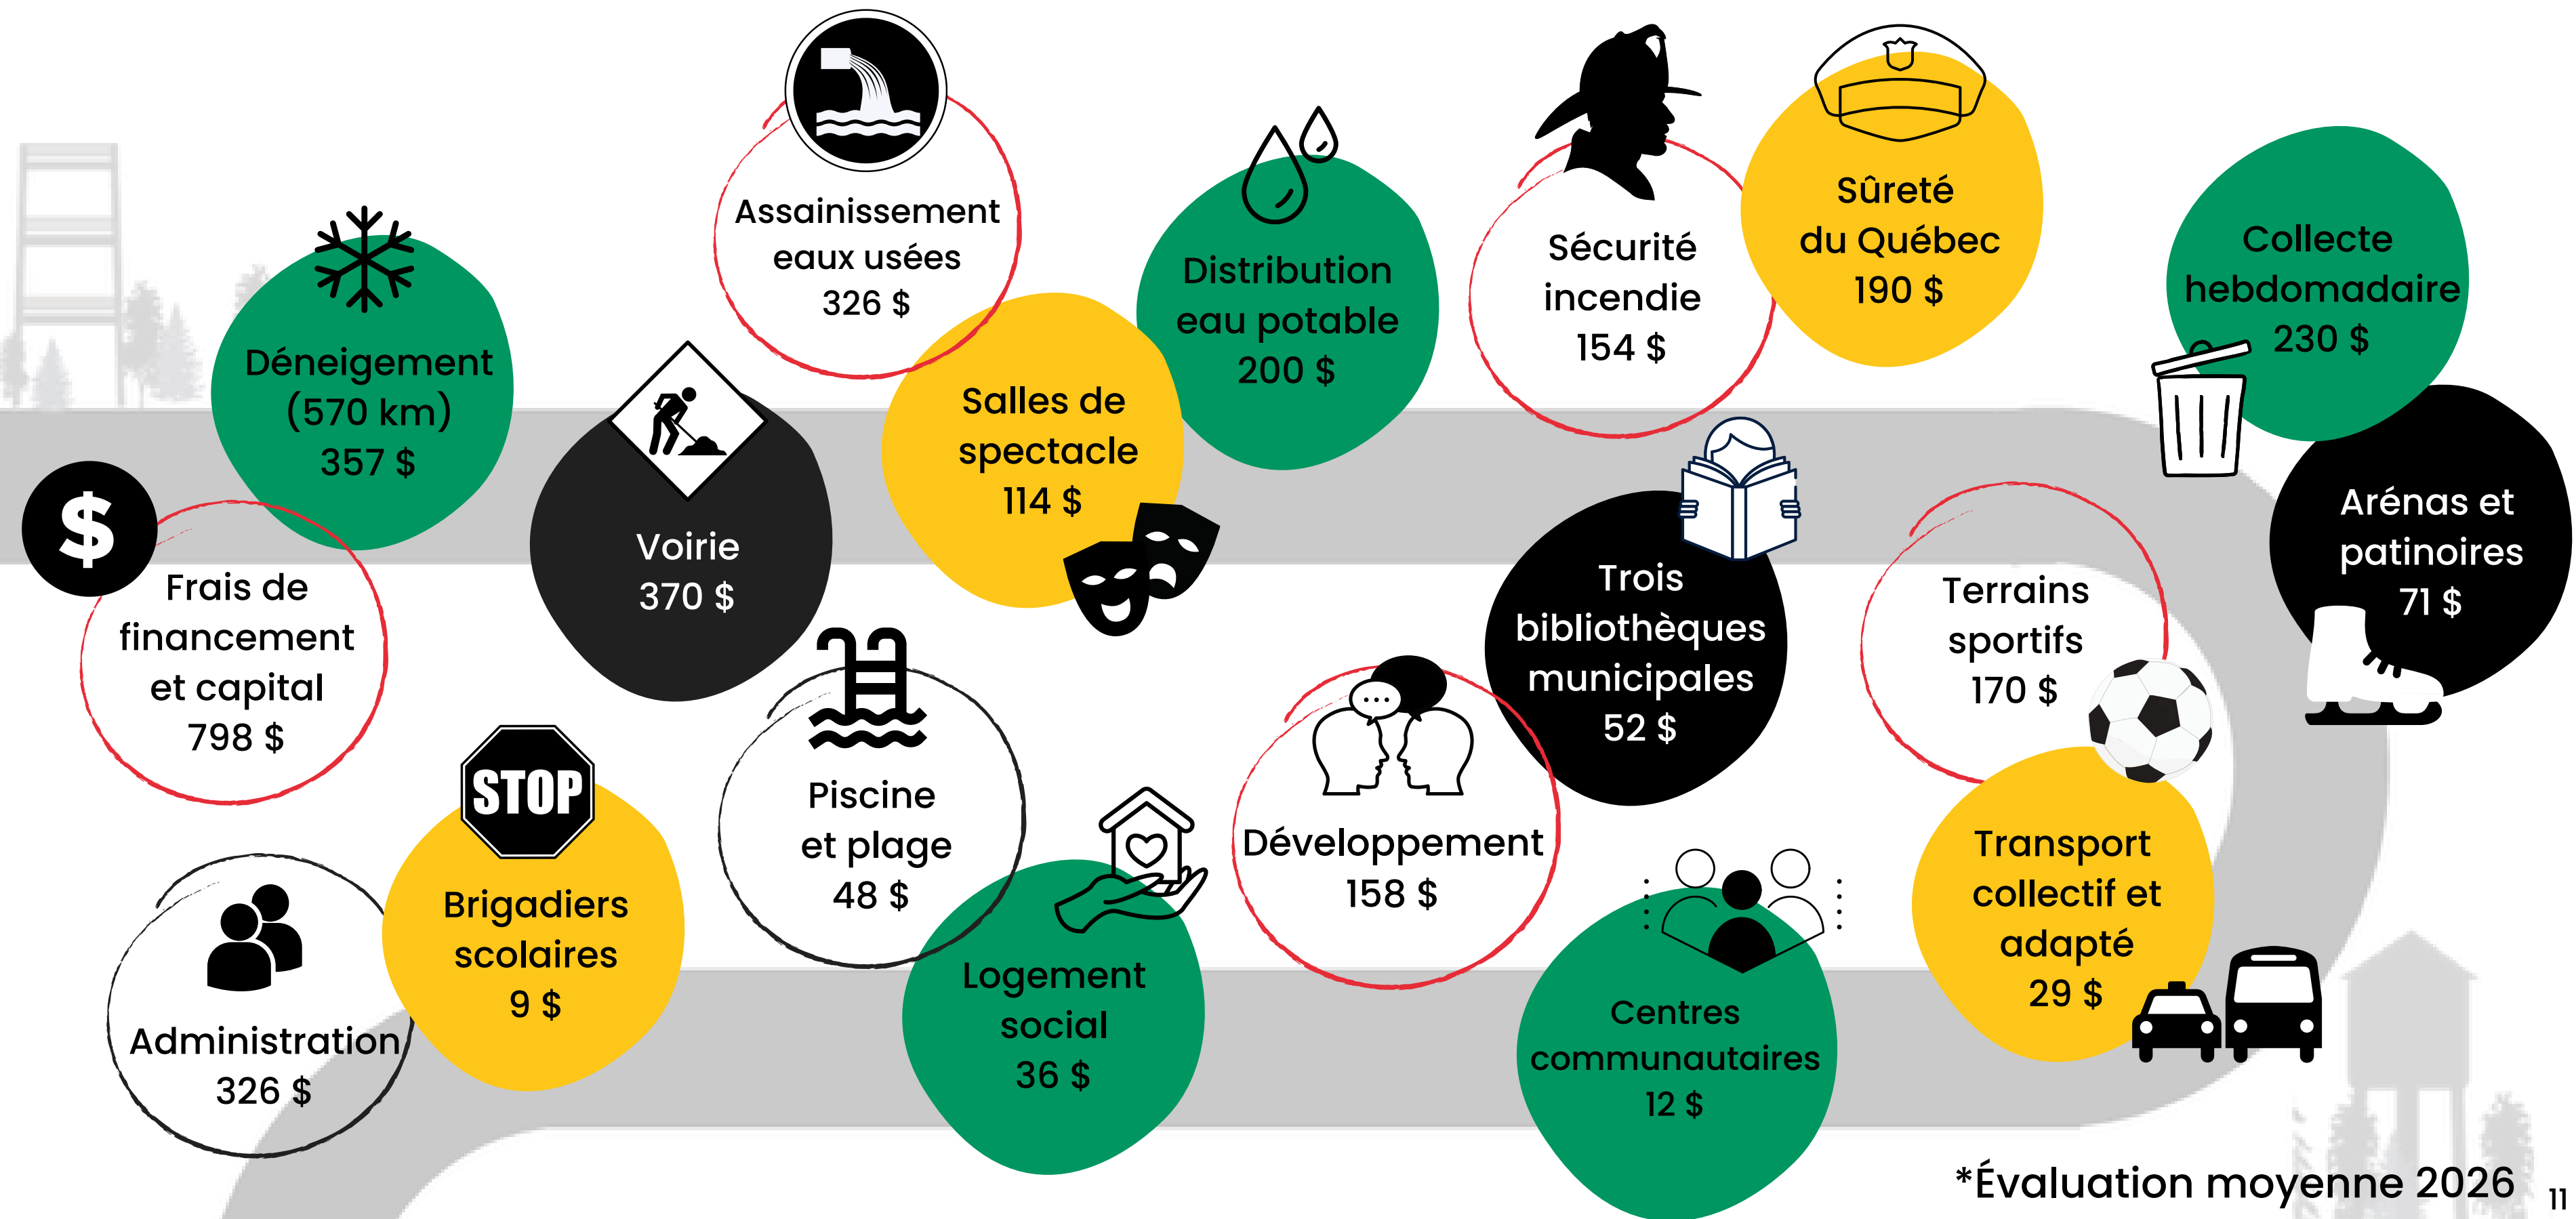 Assainissement
eaux usées
326 $
Sûreté
du Québec
190 $
Sécurité
incendie
154 $
Collecte
hebdomadaire
230 $
Distribution
eau potable
200 $
Déneigement
(570 km)
357 $
Salles de
spectacle
114 $
Voirie
370 $
$
Frais de
financement
et capital
798 $
Trois
bibliothèques
municipales
52 $
Terrains
sportifs
170 $
Arénas et
patinoires
71 $
STOP
Brigadiers
scolaires
9 $
Piscine
et plage
48 $
Développement
158 $
Transport
collectif et
adapté
29 $
Administration
326 $
Logement
social
36 $
Centres
communautaires
12 $
*Évaluation moyenne 2026
11